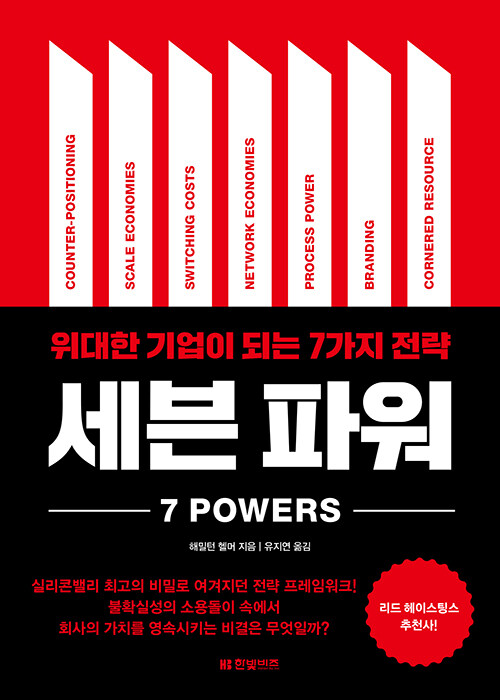 COUNTER-POSITIONING
SCALE ECONOMIES
SWITCHING COSTS
NETWORK ECONOMIES
PROCESS POWER
BRANDING
CORNERED RESOURCE
위대한 기업이 되는 7가지 전략
세븐 파워
7 POWERS
해밀턴 헬머 지음 | 유지연 옮김
실리콘밸리 최고의 비밀로 여겨지던 전략 프레임워크!
불확실성의 소용돌이 속에서
회사의 가치를 영속시키는 비결은 무엇일까?
리드 헤이스팅스
추천사!
HB 한빛비즈